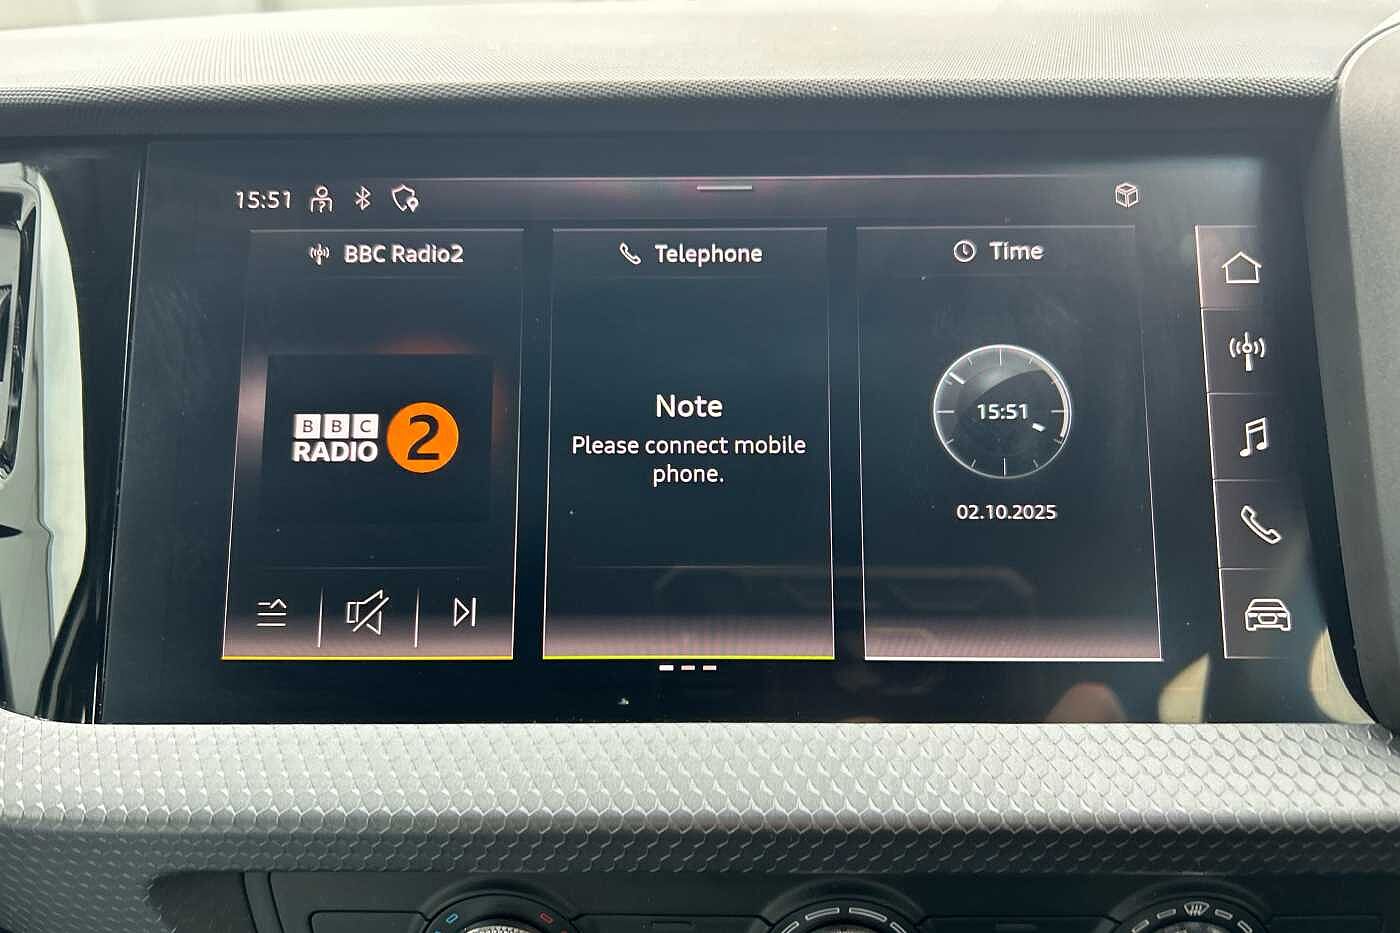 15:51
BBC Radio2
Telephone
Time
BBC
RADIO 2
Note
Please connect mobile
phone.
15:51
02.10.2025